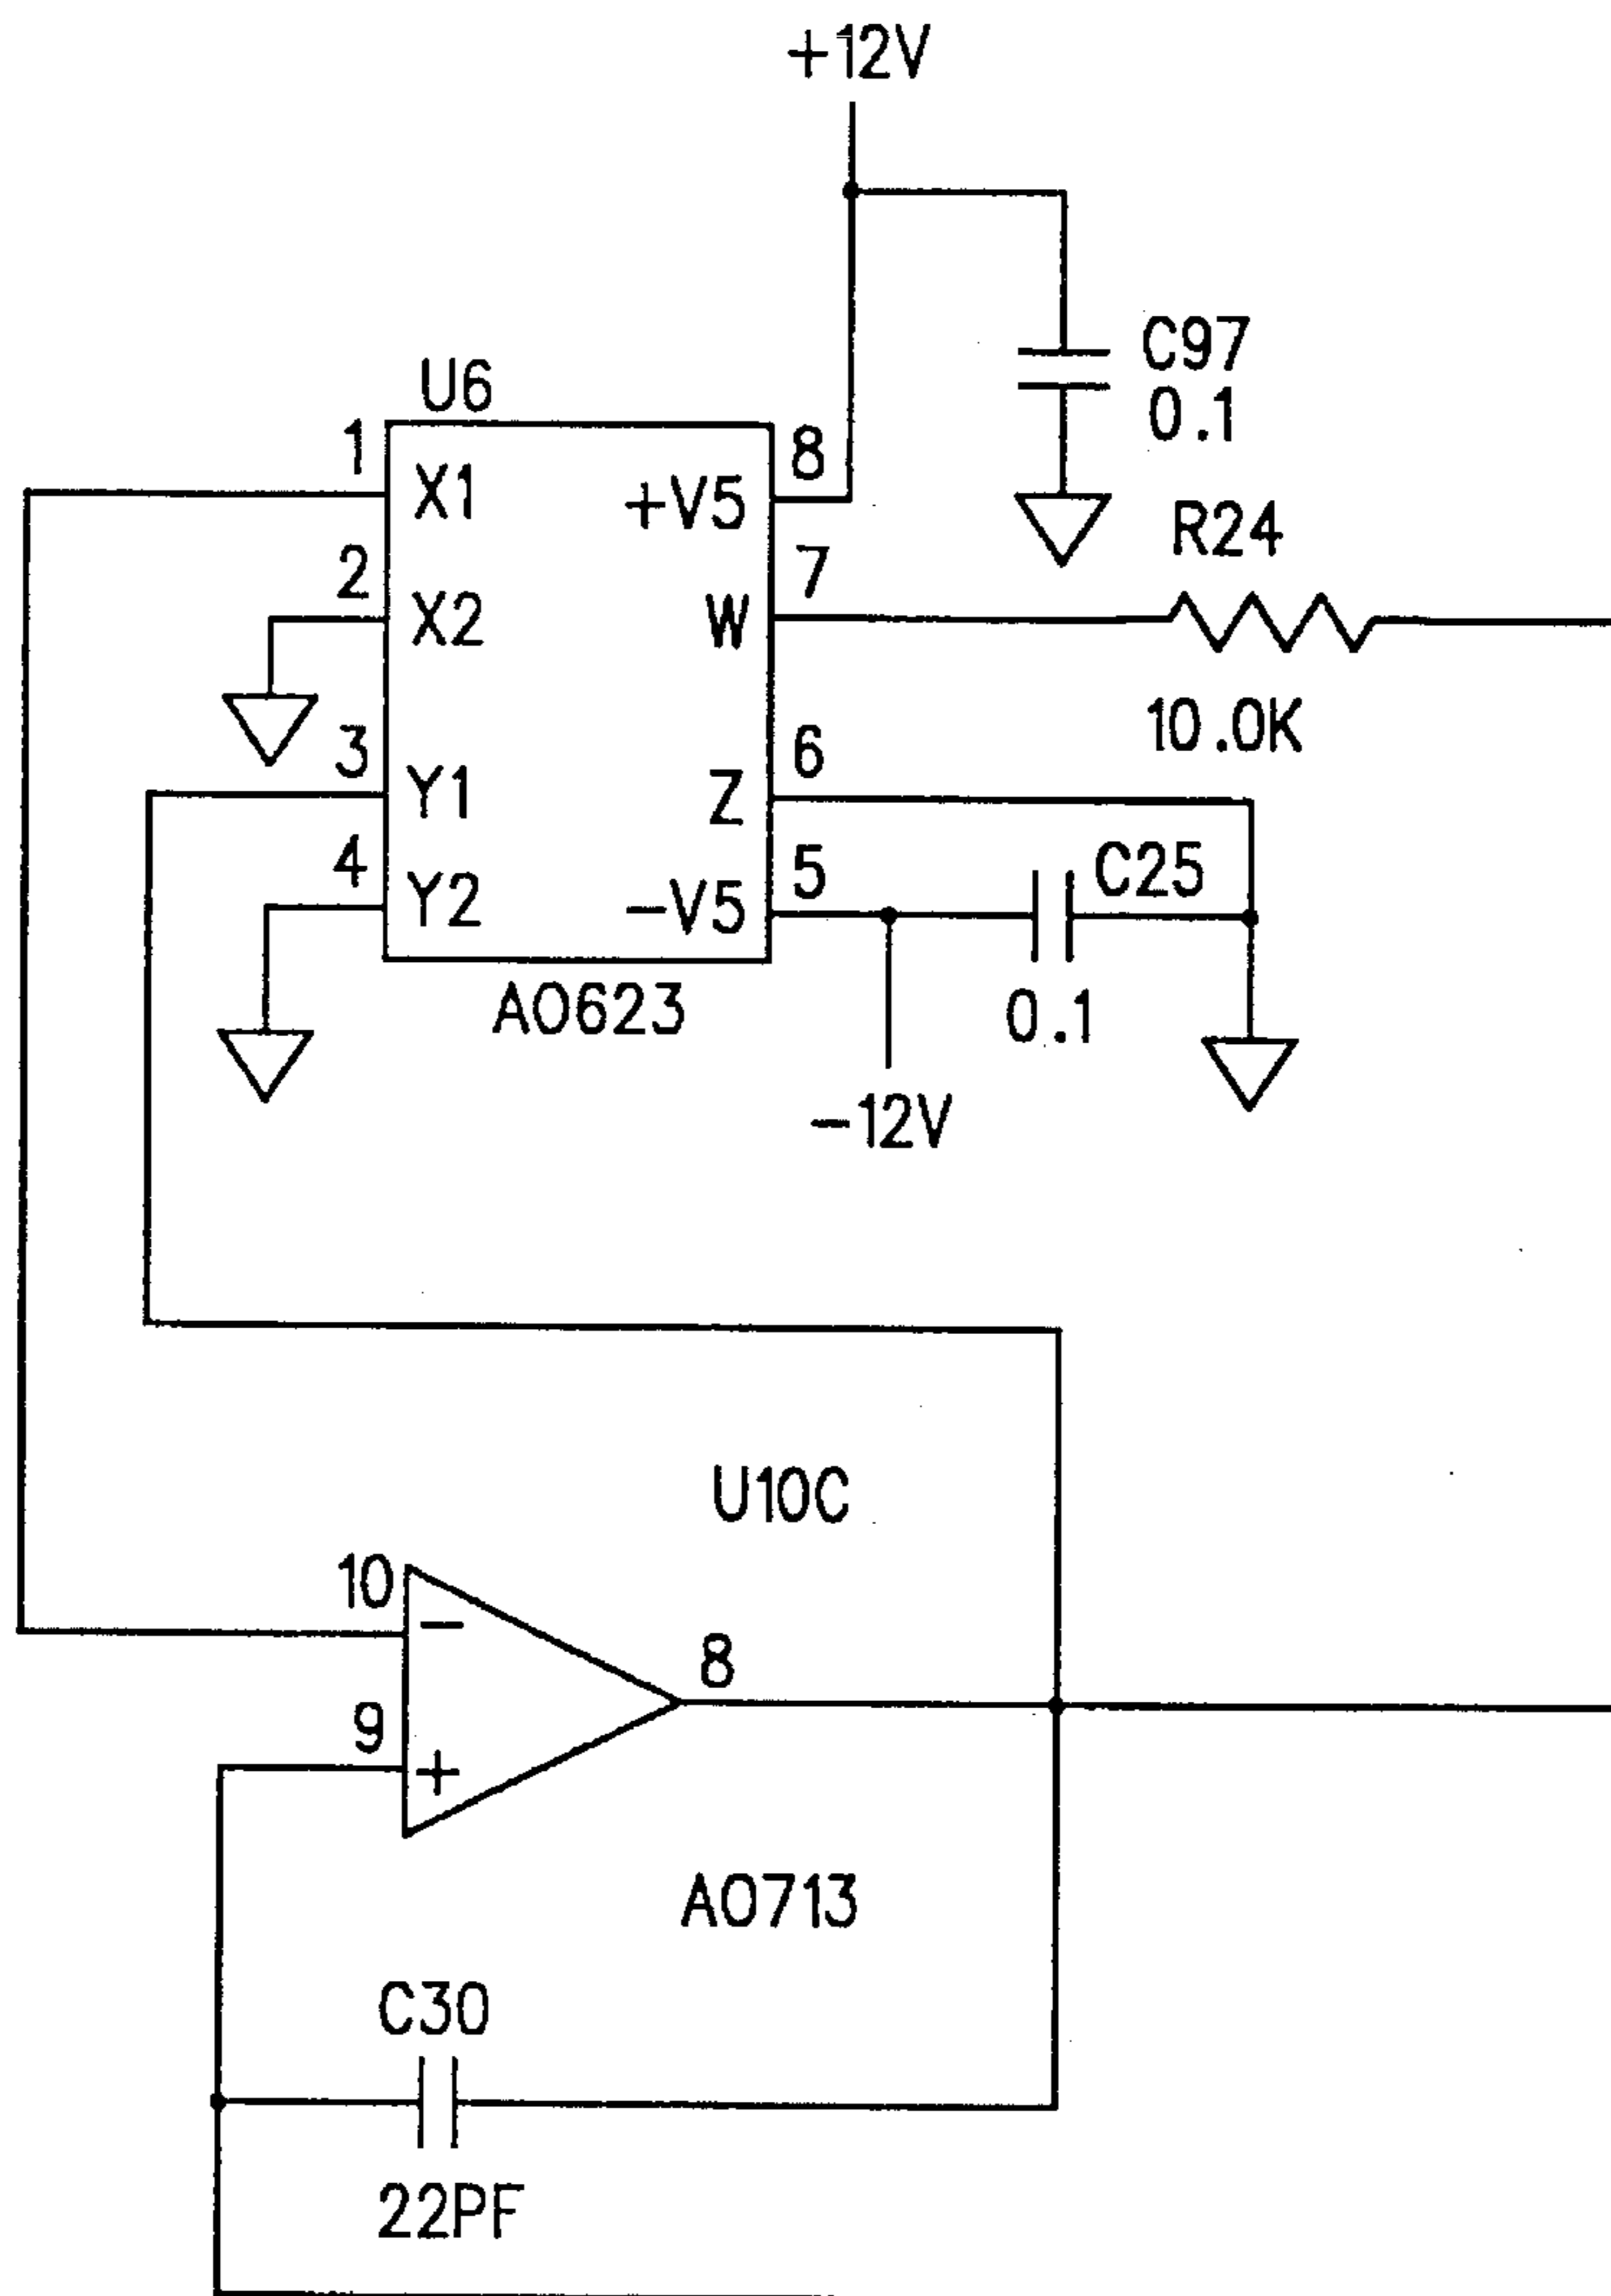 +12V
C97
0.1
U6
1
X1
+V5
8
R24
2
X2
W
7
10.0K
3
Y1
Z
6
4
Y2
-V5
5
C25
0.1
A0623
-12V
U10C
10
-
8
9
+
A0713
C30
22PF